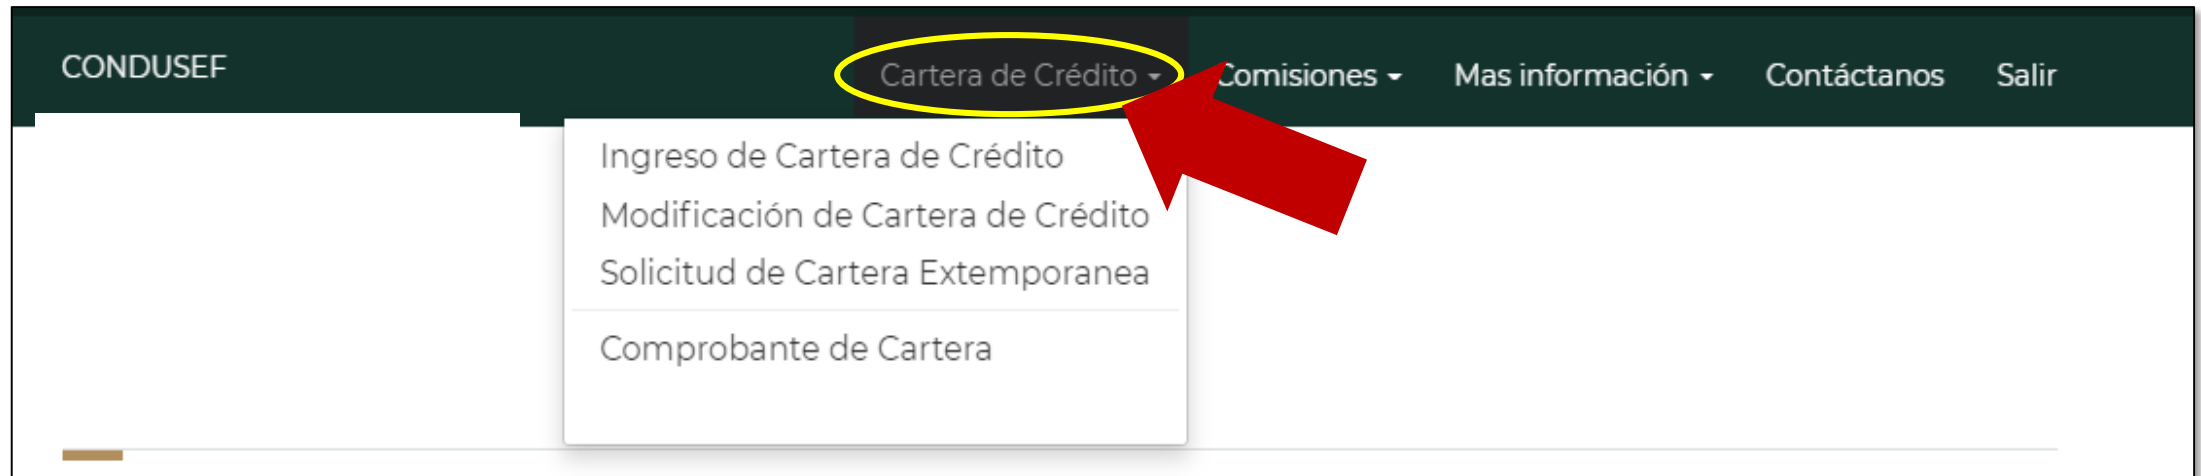 CONDUSEF
Cartera de Crédito Comisiones Mas información Contáctanos Salir
Ingreso de Cartera de Crédito
Modificación de Cartera de Crédito
Solicitud de Cartera Extemporanea
Comprobante de Cartera